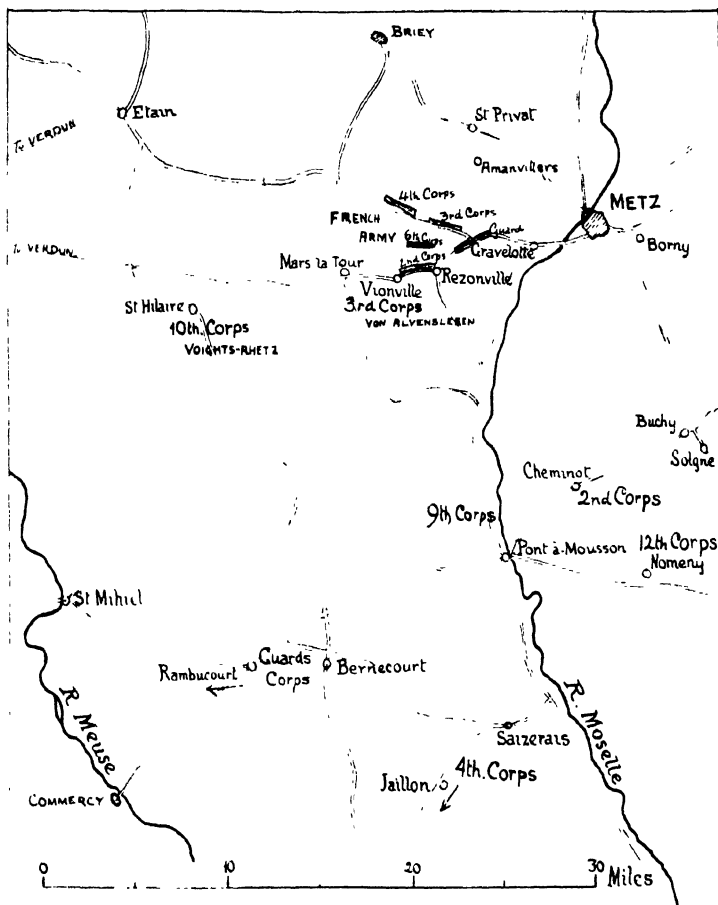 BRIEY
Etain
St Privat
To VERDUN
Amanvillers
4th Corps
METZ
FRENCH
3rd Corps
Guard
ARMY
6th Corps
Gravelotte
Borny
To VERDUN
2nd Corps
Mars la Tour
Rezonville
Vionville
St Hilaire
3rd Corps
10th. Corps
VON ALVENSLEBEN
VOIGHTS-RHETZ
Buchy
Solgne
Cheminot
2nd Corps
9th Corps
Pont à-Mousson
12th Corps
Nomeny
St Mihiel
Rambucourt
Guards
Corps
Bernecourt
R Meuse
R. Moselle
Saizerais
4th. Corps
Jaillon
COMMERCY
0 10 20 30 Miles